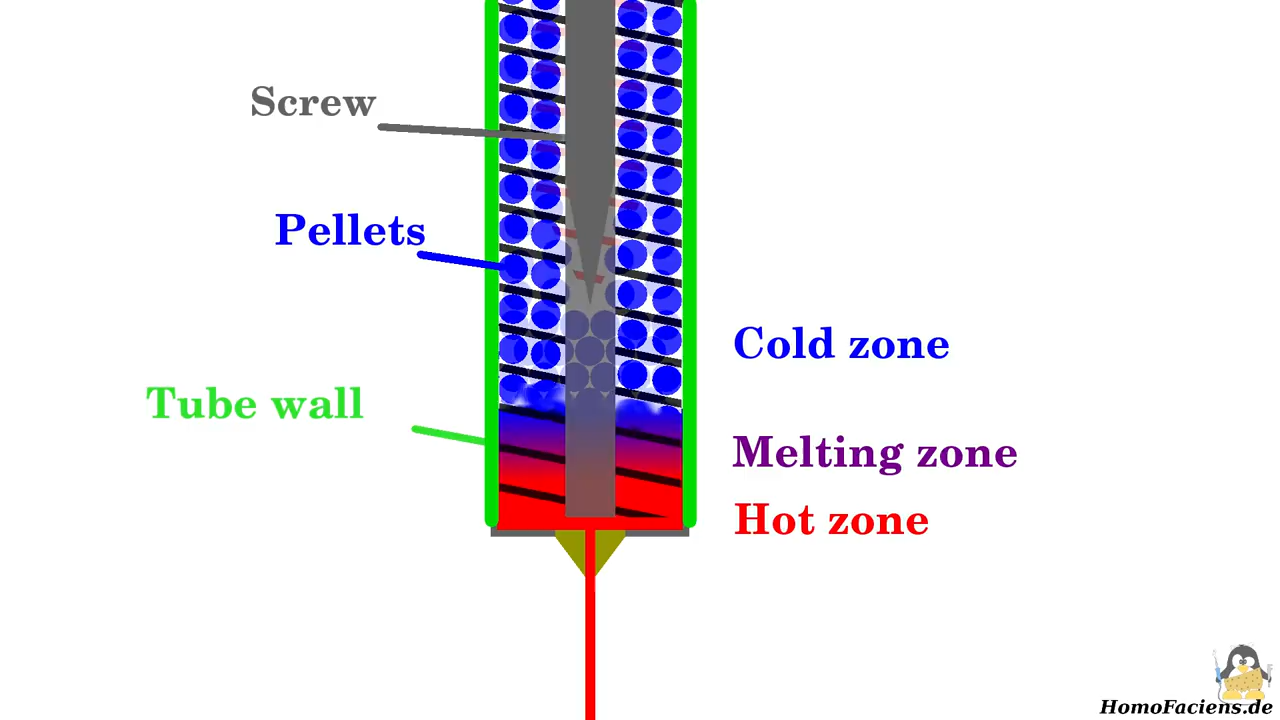 Screw
Pellets
Cold zone
Tube wall
Melting zone
Hot zone
HomoFaciens.de